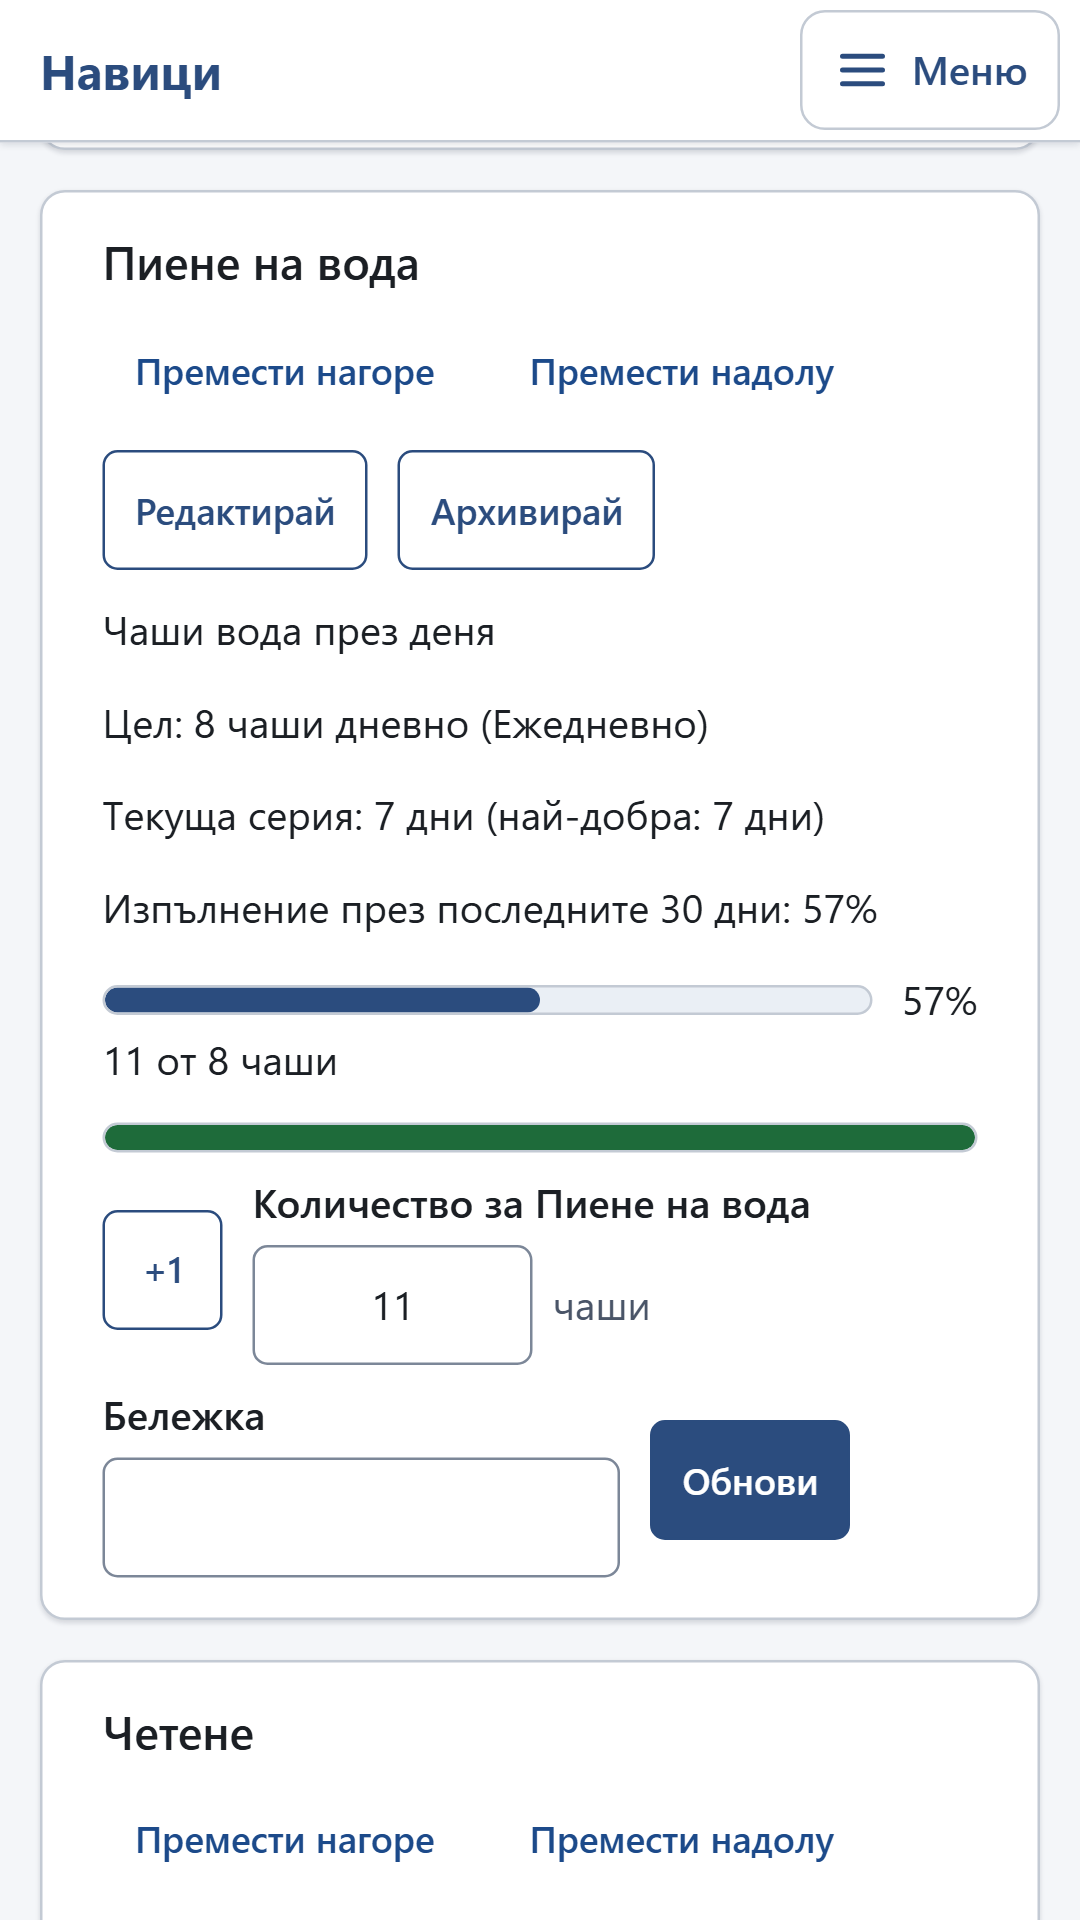 Навици
Меню
Пиене на вода
Премести нагоре
Премести надолу
Редактирай
Архивирай
Чаши вода през деня
Цел: 8 чаши дневно (Ежедневно)
Текуща серия: 7 дни (най-добра: 7 дни)
Изпълнение през последните 30 дни: 57%
57%
11 от 8 чаши
+1
Количество за Пиене на вода
11
чаши
Бележка
Обнови
Четене
Премести нагоре
Премести надолу